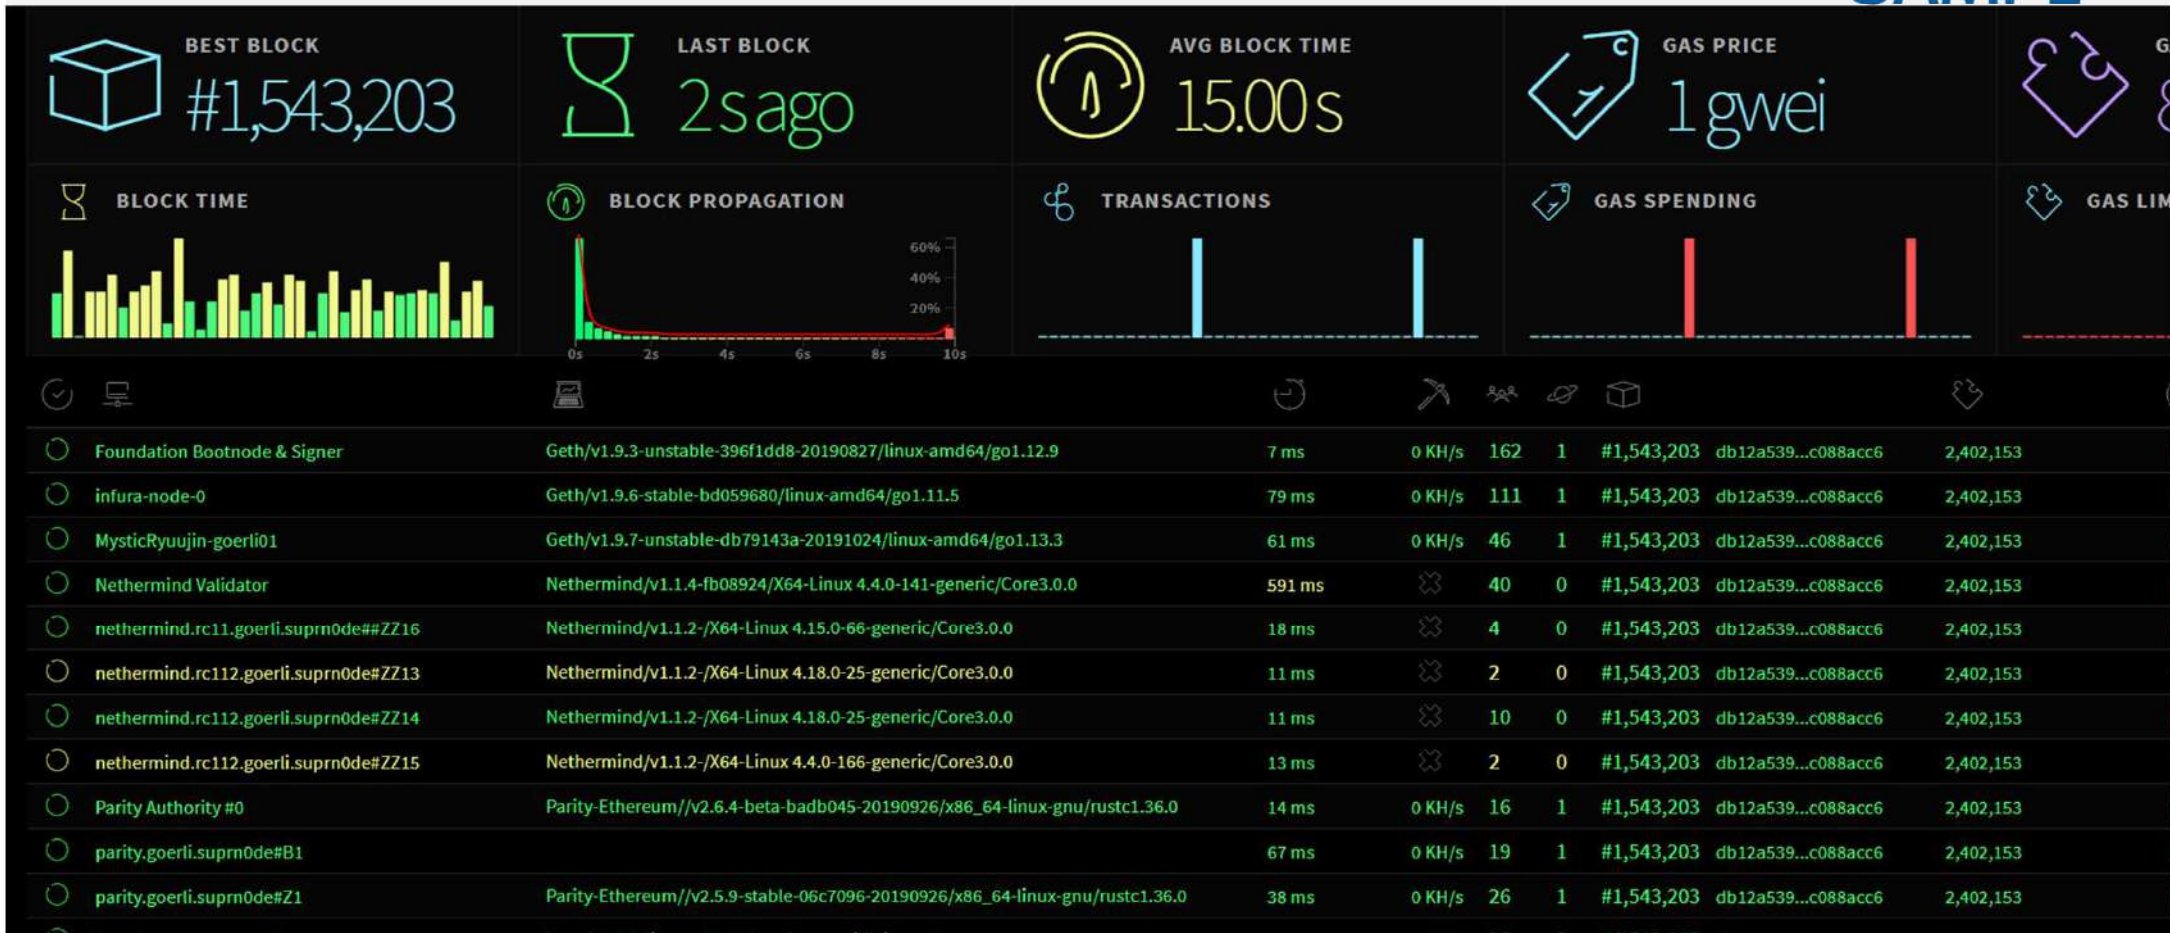 BEST BLOCK
#1,543,203
LAST BLOCK
2 s ago
AVG BLOCK TIME
15.00 s
GAS PRICE
1 gwei
BLOCK TIME
BLOCK PROPAGATION
60%
40%
20%
0s 2s 4s 6s 8s 10s
TRANSACTIONS
GAS SPENDING
GAS LIM
Foundation Bootnode & Signer Geth/v1.9.3-unstable-396f1dd8-20190827/linux-amd64/go1.12.9 7 ms 0 KH/s 162 1 #1,543,203 db12a539...c088acc6 2,402,153
infura-node-0 Geth/v1.9.6-stable-bd059680/linux-amd64/go1.11.5 79 ms 0 KH/s 111 1 #1,543,203 db12a539...c088acc6 2,402,153
MysticRyuujin-goerli01 Geth/v1.9.7-unstable-db79143a-20191024/linux-amd64/go1.13.3 61 ms 0 KH/s 46 1 #1,543,203 db12a539...c088acc6 2,402,153
Nethermind Validator Nethermind/v1.1.4-fb08924/X64-Linux 4.4.0-141-generic/Core3.0.0 591 ms 40 0 #1,543,203 db12a539...c088acc6 2,402,153
nethermind.rc11.goerli.suprn0de##ZZ16 Nethermind/v1.1.2-/X64-Linux 4.15.0-66-generic/Core3.0.0 18 ms 4 0 #1,543,203 db12a539...c088acc6 2,402,153
nethermind.rc112.goerli.suprn0de#ZZ13 Nethermind/v1.1.2-/X64-Linux 4.18.0-25-generic/Core3.0.0 11 ms 2 0 #1,543,203 db12a539...c088acc6 2,402,153
nethermind.rc112.goerli.suprn0de#ZZ14 Nethermind/v1.1.2-/X64-Linux 4.18.0-25-generic/Core3.0.0 11 ms 10 0 #1,543,203 db12a539...c088acc6 2,402,153
nethermind.rc112.goerli.suprn0de#ZZ15 Nethermind/v1.1.2-/X64-Linux 4.4.0-166-generic/Core3.0.0 13 ms 2 0 #1,543,203 db12a539...c088acc6 2,402,153
Parity Authority #0 Parity-Ethereum//v2.6.4-beta-badb045-20190926/x86_64-linux-gnu/rustc1.36.0 14 ms 0 KH/s 16 1 #1,543,203 db12a539...c088acc6 2,402,153
parity.goerli.suprn0de#B1 67 ms 0 KH/s 19 1 #1,543,203 db12a539...c088acc6 2,402,153
parity.goerli.suprn0de#Z1 Parity-Ethereum//v2.5.9-stable-06c7096-20190926/x86_64-linux-gnu/rustc1.36.0 38 ms 0 KH/s 26 1 #1,543,203 db12a539...c088acc6 2,402,153